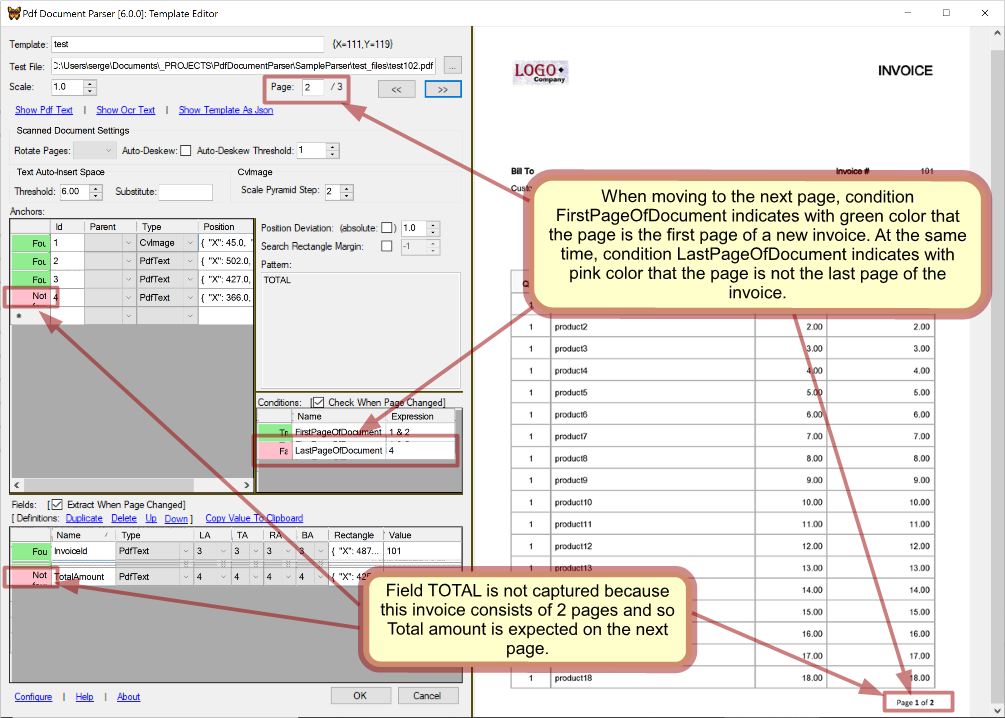 Pdf Document Parser [6.0.0]: Template Editor
Template: test {X=111,Y=119}
Test File: C:\Users\serge\Documents\_PROJECTS\PdfDocumentParser\SampleParser\test_files\test102.pdf ...
Scale: 1.0 Page: 2 / 3 << >>
Show Pdf Text | Show Ocr Text | Show Template As Json
Scanned Document Settings
Rotate Pages: Auto-Deskew: Auto-Deskew Threshold: 1
Text Auto-Insert Space CvImage
Threshold: 6.00 Substitute: Scale Pyramid Step: 2
Anchors:
Id Parent Type Position
Fou 1 CvImage { "X": 45.0, "
Fou 2 PdfText { "X": 502.0,
Fou 3 PdfText { "X": 427.0,
Not 4 PdfText { "X": 366.0,
Position Deviation: (absolute: ) 1.0
Search Rectangle Margin: -1
Pattern:
TOTAL
Conditions: [ Check When Page Changed]
Name Expression
Tr FirstPageOfDocument 1 & 2
Fa LastPageOfDocument 4
Fields: [ Extract When Page Changed]
[ Definitions: Duplicate Delete Up Down ] Copy Value To Clipboard
Name Type LA TA RA BA Rectangle Value
Fou InvoiceId PdfText 3 3 3 3 { "X": 487... 101
Not TotalAmount PdfText 4 4 4 4 { "X": 425
Configure | Help | About OK Cancel
LOGO
Company
INVOICE
Bill To Invoice # 101
Custo
When moving to the next page, condition
FirstPageOfDocument indicates with green color that
the page is the first page of a new invoice. At the same
time, condition LastPageOfDocument indicates with
pink color that the page is not the last page of the
invoice.
Q
1
1 product2 2.00 2.00
1 product3 3.00 3.00
1 product4 4.00 4.00
1 product5 5.00 5.00
1 product6 6.00 6.00
1 product7 7.00 7.00
1 product8 8.00 8.00
1 product9 9.00 9.00
1 product10 10.00 10.00
1 product11 11.00 11.00
1 product12 12.00 12.00
1 product13 13.00 13.00
14.00 14.00
15.00 15.00
16.00 16.00
17.00 17.00
1 product18 18.00 18.00
Field TOTAL is not captured because
this invoice consists of 2 pages and so
Total amount is expected on the next
page.
Page 1 of 2